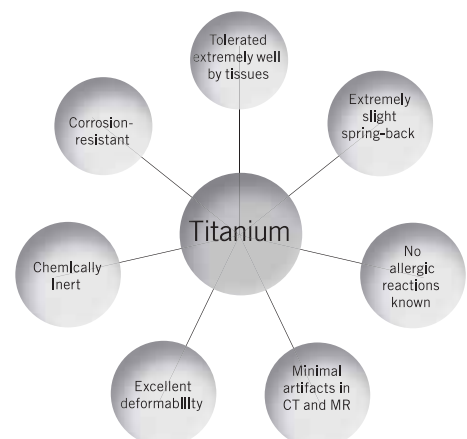 Tolerated
extremely well
by tissues
Extremely
slight
spring-back
Corrosion-
resistant
Titanium
No
allergic
reactions
known
Chemically
Inert
Excellent
deformability
Minimal
artifacts in
CT and MR